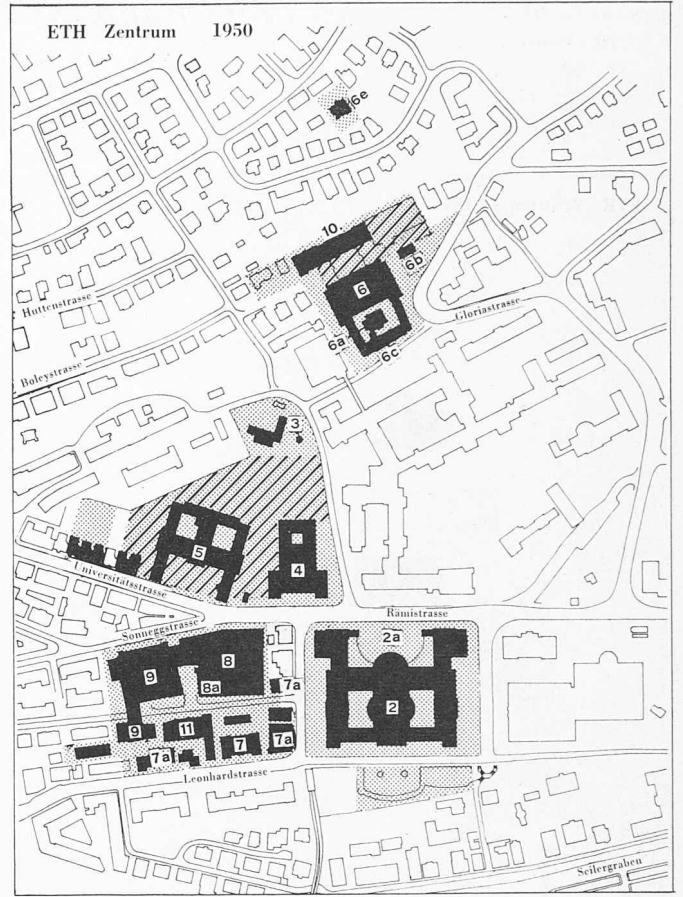 ETH Zentrum 1950
6e
10.
6b
6
Huttenstrasse
Gloriastrasse
6a
6c
Boleystrasse
3
5
4
Universitätsstrasse
Rämistrasse
Sonneggstrasse
2a
8
9
8a
7a
2
9
11
7
7a
7a
Leonhardstrasse
Seilergraben